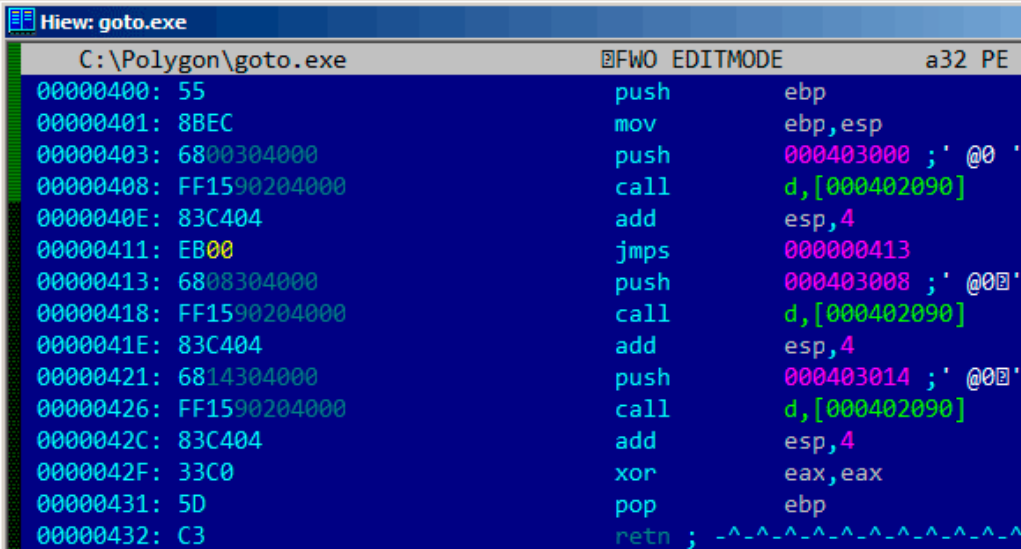 Hiew: goto.exe
C:\Polygon\goto.exe FWO EDITMODE a32 PE
00000400: 55 push ebp
00000401: 8BEC mov ebp,esp
00000403: 6800304000 push 000403000 ;' @0 '
00000408: FF1590204000 call d,[000402090]
0000040E: 83C404 add esp,4
00000411: EB00 jmps 000000413
00000413: 6808304000 push 000403008 ;' @0⍰'
00000418: FF1590204000 call d,[000402090]
0000041E: 83C404 add esp,4
00000421: 6814304000 push 000403014 ;' @0⍰'
00000426: FF1590204000 call d,[000402090]
0000042C: 83C404 add esp,4
0000042F: 33C0 xor eax,eax
00000431: 5D pop ebp
00000432: C3 retn ; -^-^-^-^-^-^-^-^-^-^